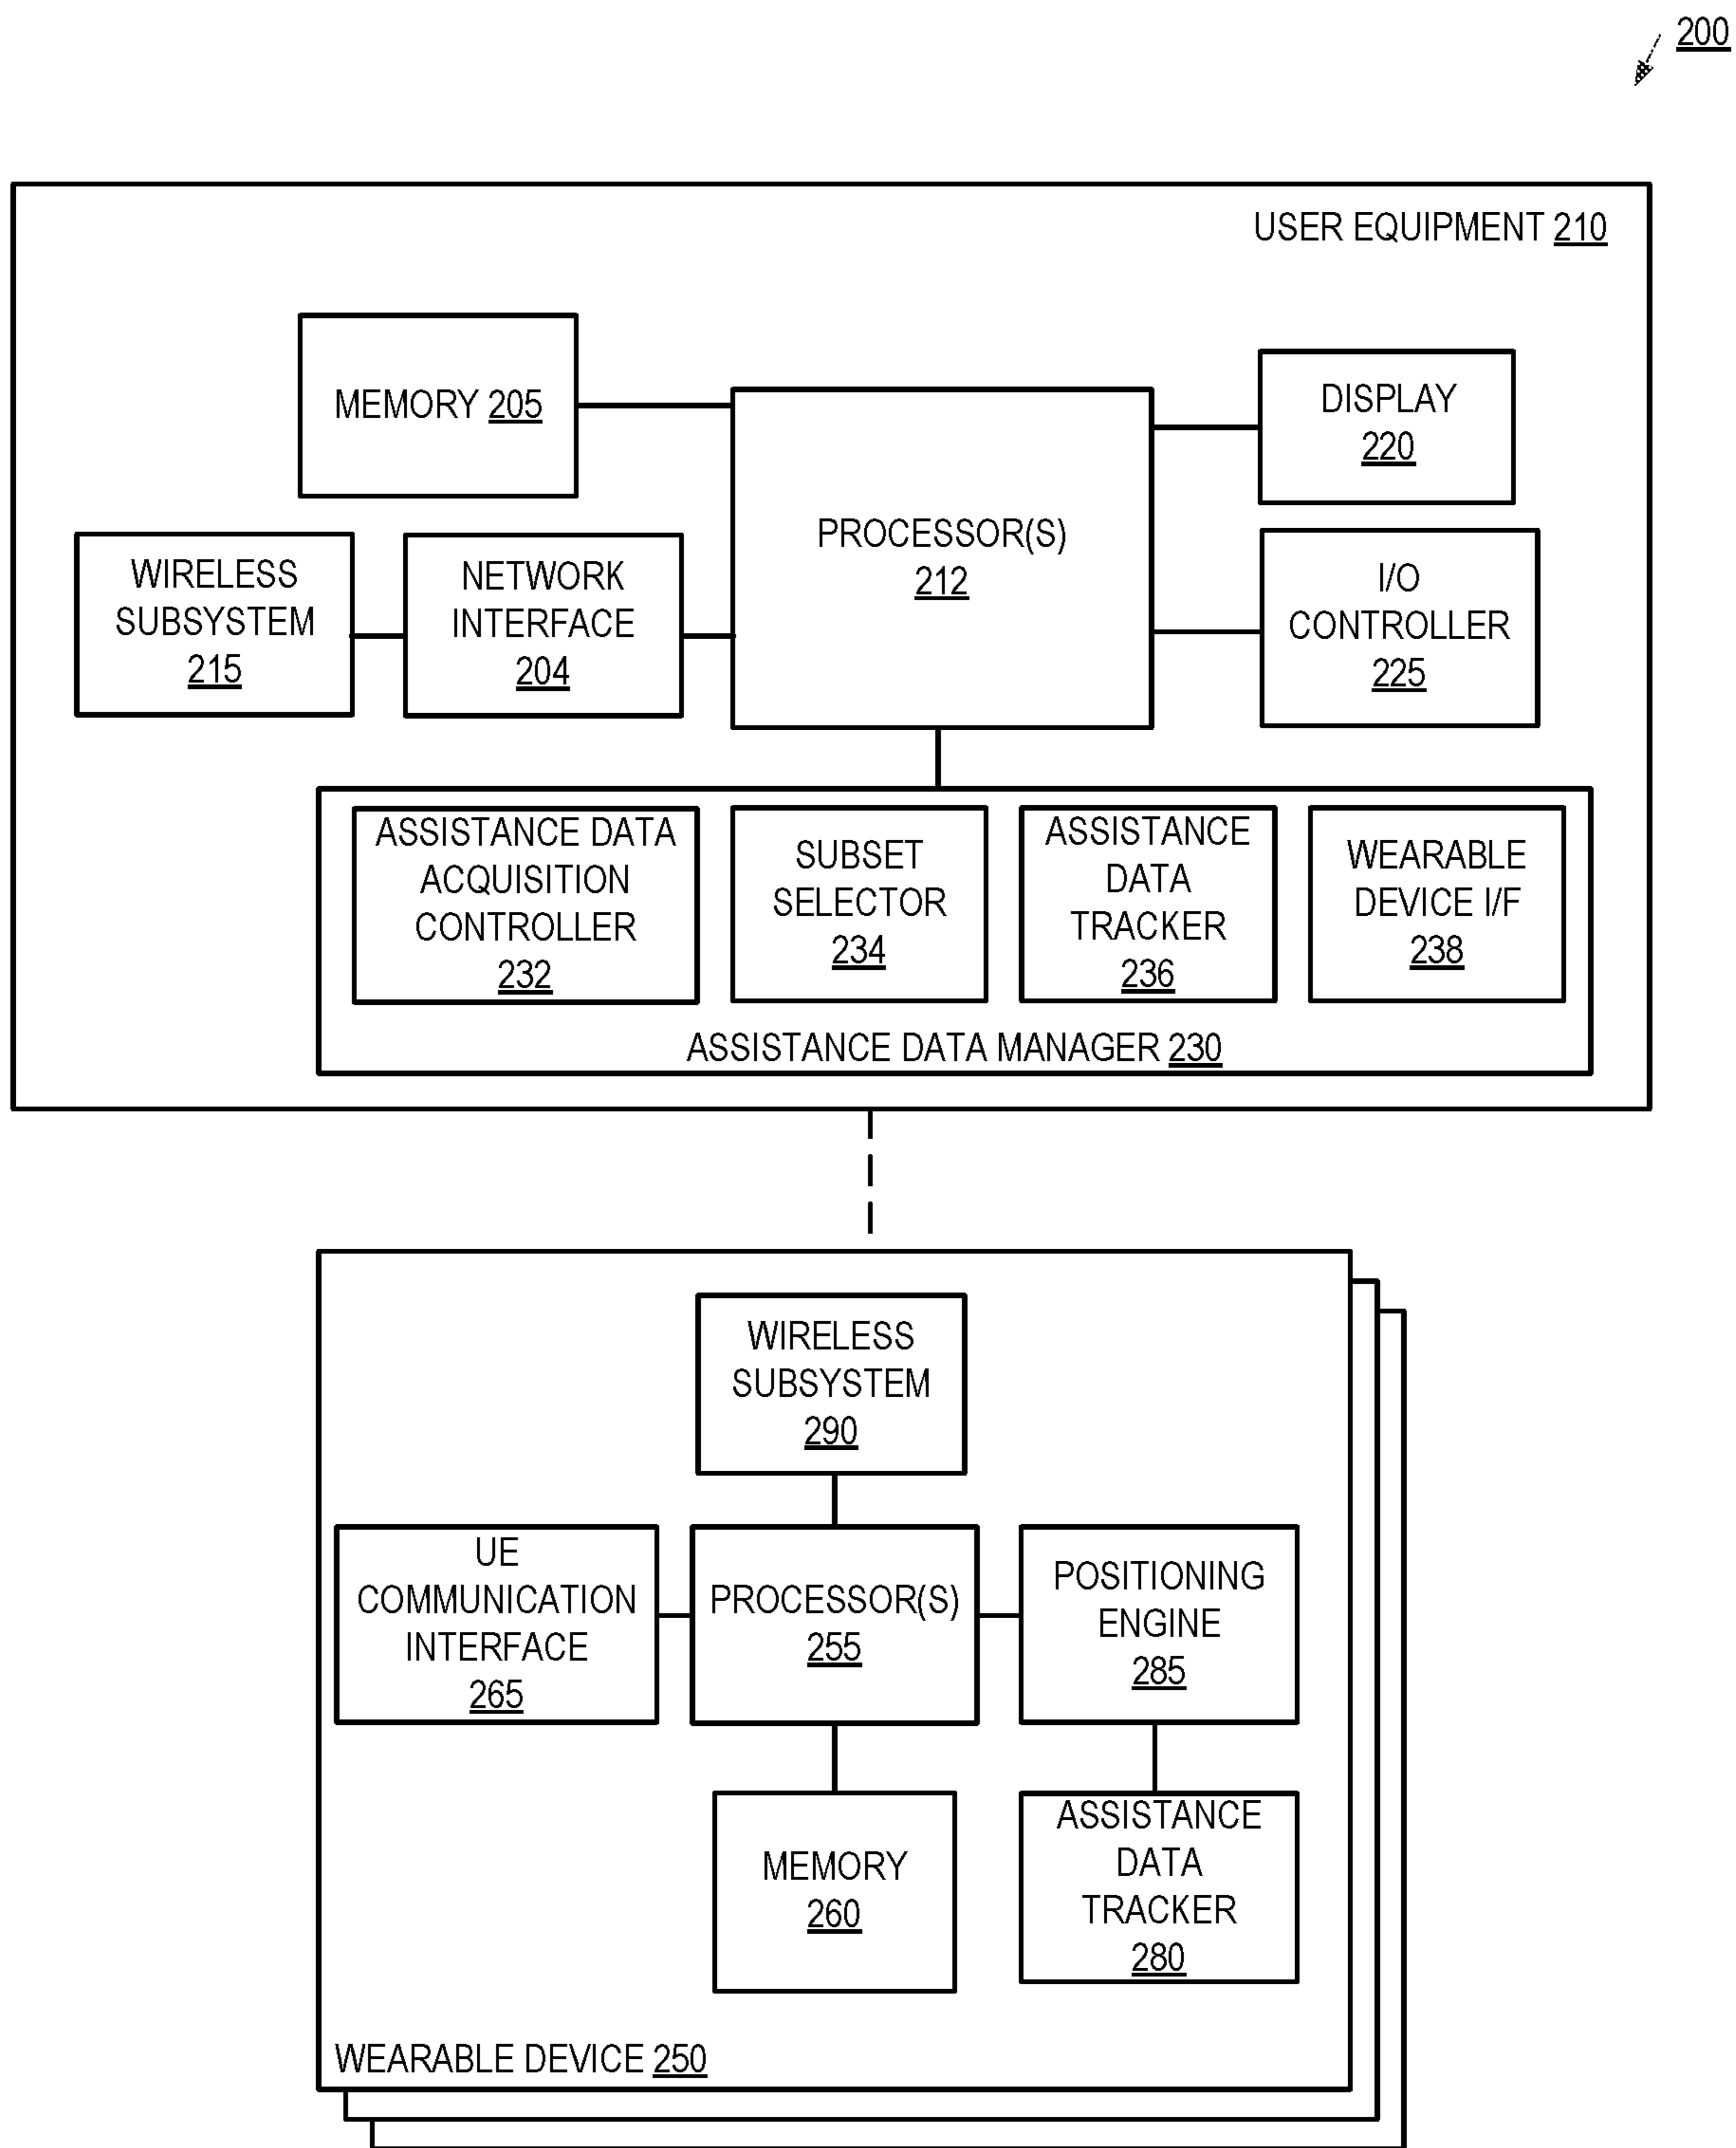 200
USER EQUIPMENT 210
MEMORY 205
PROCESSOR(S)
212
DISPLAY
220
WIRELESS
SUBSYSTEM
215
NETWORK
INTERFACE
204
I/O
CONTROLLER
225
ASSISTANCE DATA
ACQUISITION
CONTROLLER
232
SUBSET
SELECTOR
234
ASSISTANCE
DATA
TRACKER
236
WEARABLE
DEVICE I/F
238
ASSISTANCE DATA MANAGER 230
WIRELESS
SUBSYSTEM
290
UE
COMMUNICATION
INTERFACE
265
PROCESSOR(S)
255
POSITIONING
ENGINE
285
MEMORY
260
ASSISTANCE
DATA
TRACKER
280
WEARABLE DEVICE 250